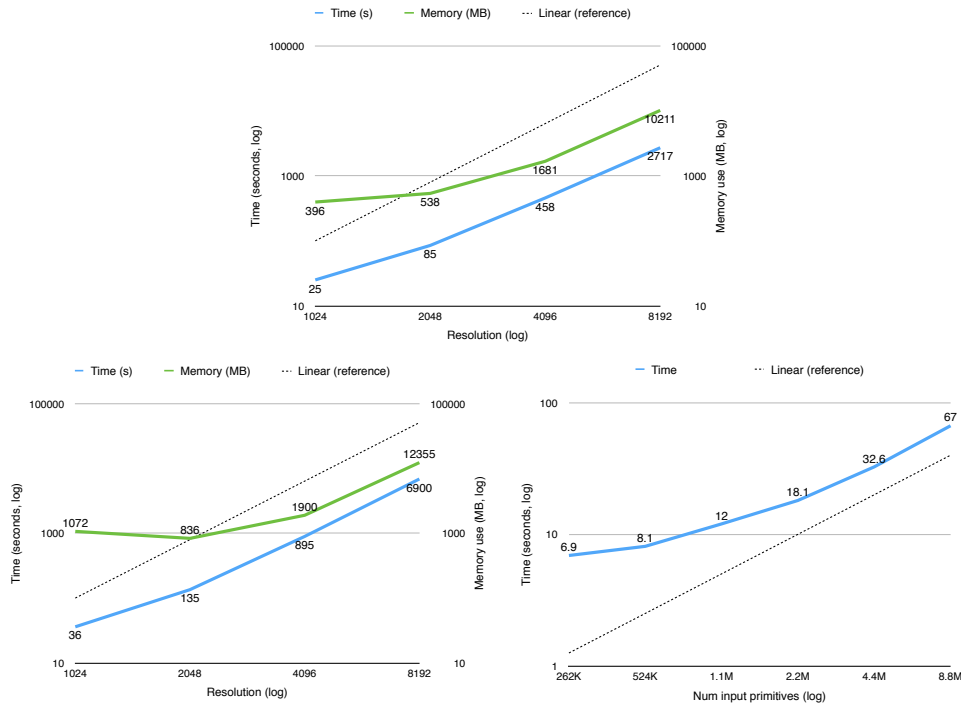 Time (s) Memory (MB) Linear (reference)
100000 100000
Time (seconds, log)
Memory use (MB, log)
10211
2717
1681
1000 1000
396 538 458
85
25
10 10
1024 2048 4096 8192
Resolution (log)
Time (s) Memory (MB) Linear (reference)
100000 100000
Time (seconds, log)
Memory use (MB, log)
12355
6900
1900
1072 836
1000 1000
895
135
36
10 10
1024 2048 4096 8192
Resolution (log)
Time Linear (reference)
100
Time (seconds, log)
67
32.6
18.1
12
10
6.9 8.1
1
262K 524K 1.1M 2.2M 4.4M 8.8M
Num input primitives (log)